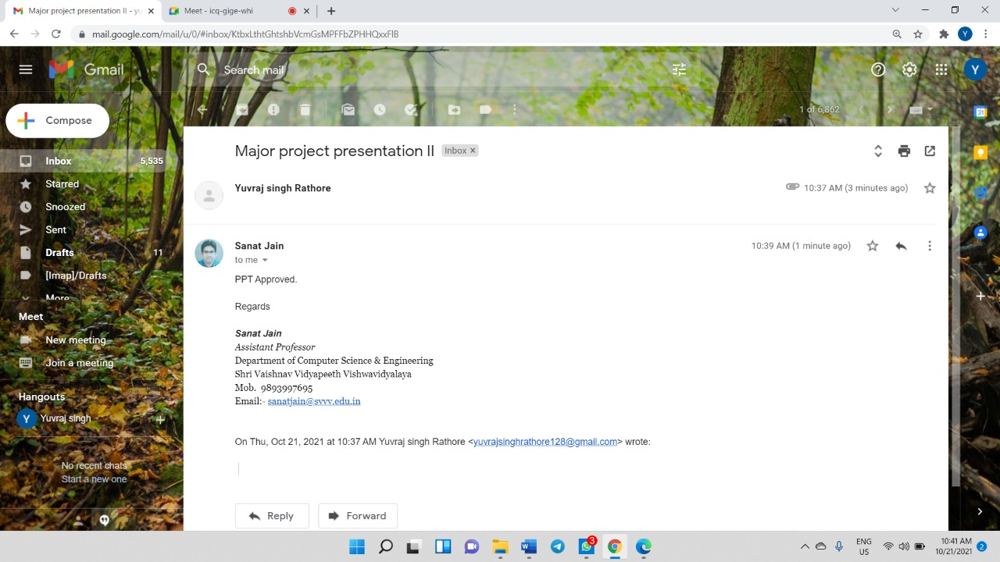 Major project presentation II - yu
Meet - icq-gige-whi
mail.google.com/mail/u/0/#inbox/KtbxLthtGhtshbVcmGsMPFFbZPHHQxxFlB
Y
Gmail
Search mail
Y
1 of 6,862
Compose
31
Inbox 5,535
Starred
Snoozed
Sent
Drafts 11
[Imap]/Drafts
More
Meet
New meeting
Join a meeting
Hangouts
Y Yuvraj singh
No recent chats
Start a new one
Major project presentation II Inbox
Yuvraj singh Rathore 10:37 AM (3 minutes ago)
Sanat Jain 10:39 AM (1 minute ago)
to me
PPT Approved.
Regards
Sanat Jain
Assistant Professor
Department of Computer Science & Engineering
Shri Vaishnav Vidyapeeth Vishwavidyalaya
Mob. 9893997695
Email:- sanatjain@svvv.edu.in
On Thu, Oct 21, 2021 at 10:37 AM Yuvraj singh Rathore <yuvrajsinghrathore128@gmail.com> wrote:
Reply Forward
3
ENG
US
10:41 AM
10/21/2021
2